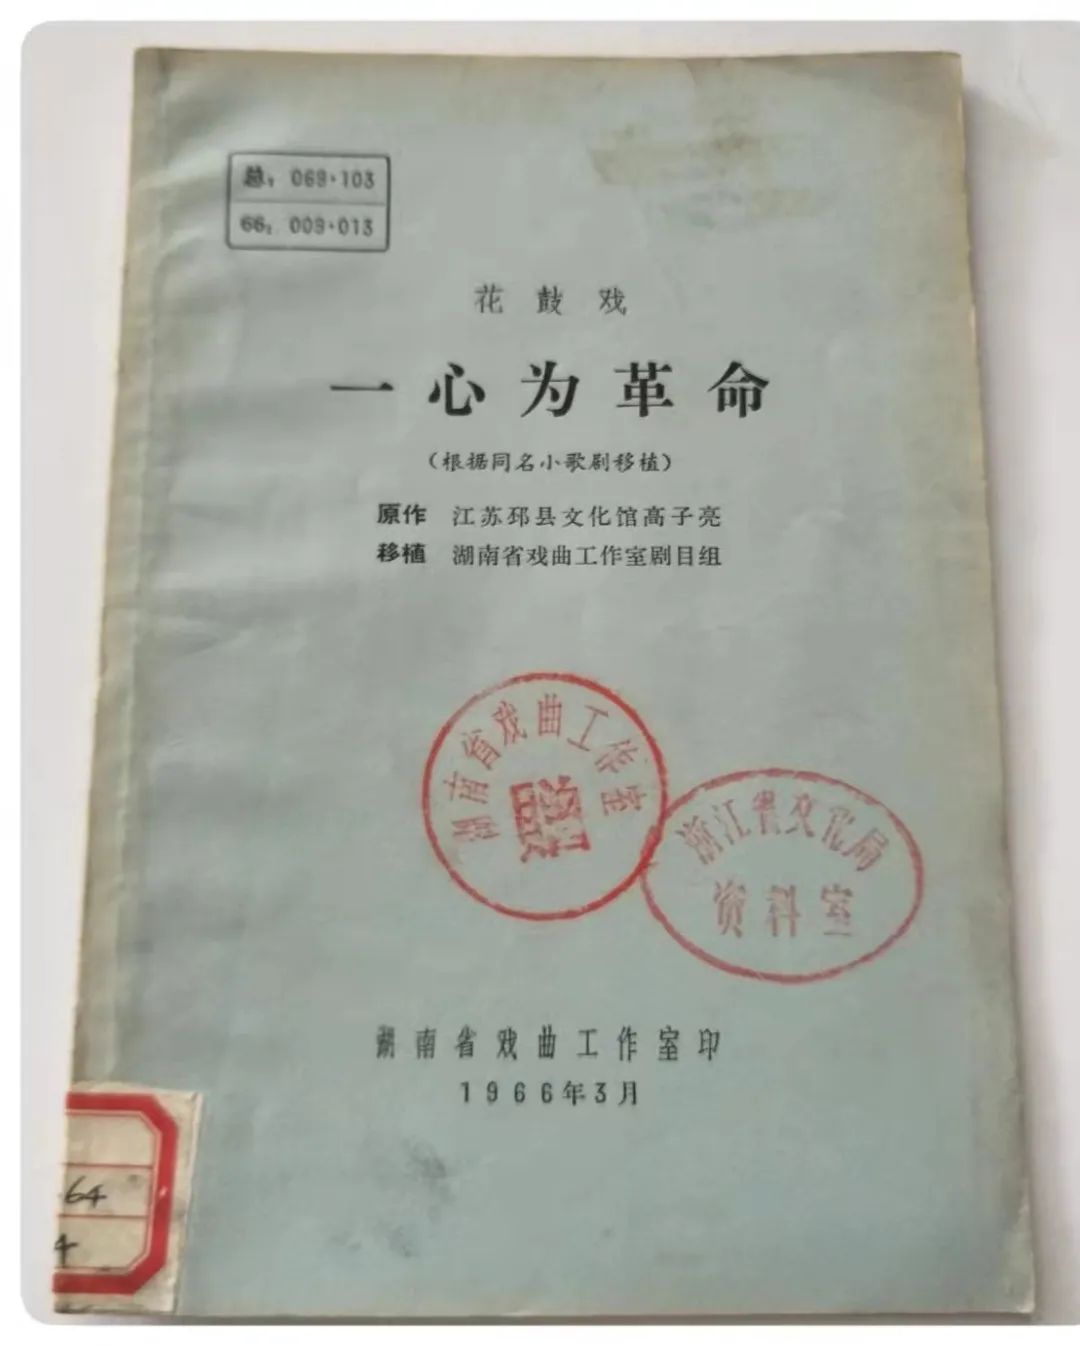 总: 069·103
66: 009·013
花鼓戏
一心为革命
(根据同名小歌剧移植)
原作 江苏邳县文化馆高子亮
移植 湖南省戏曲工作室剧目组
湖南省戏曲工作室
浙江省文化局
资料室
湖南省戏曲工作室印
1966年3月
64
4